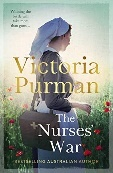 Victoria
Purman
The
Nurses'
War
BESTSELLING AUSTRALIAN AUTHOR